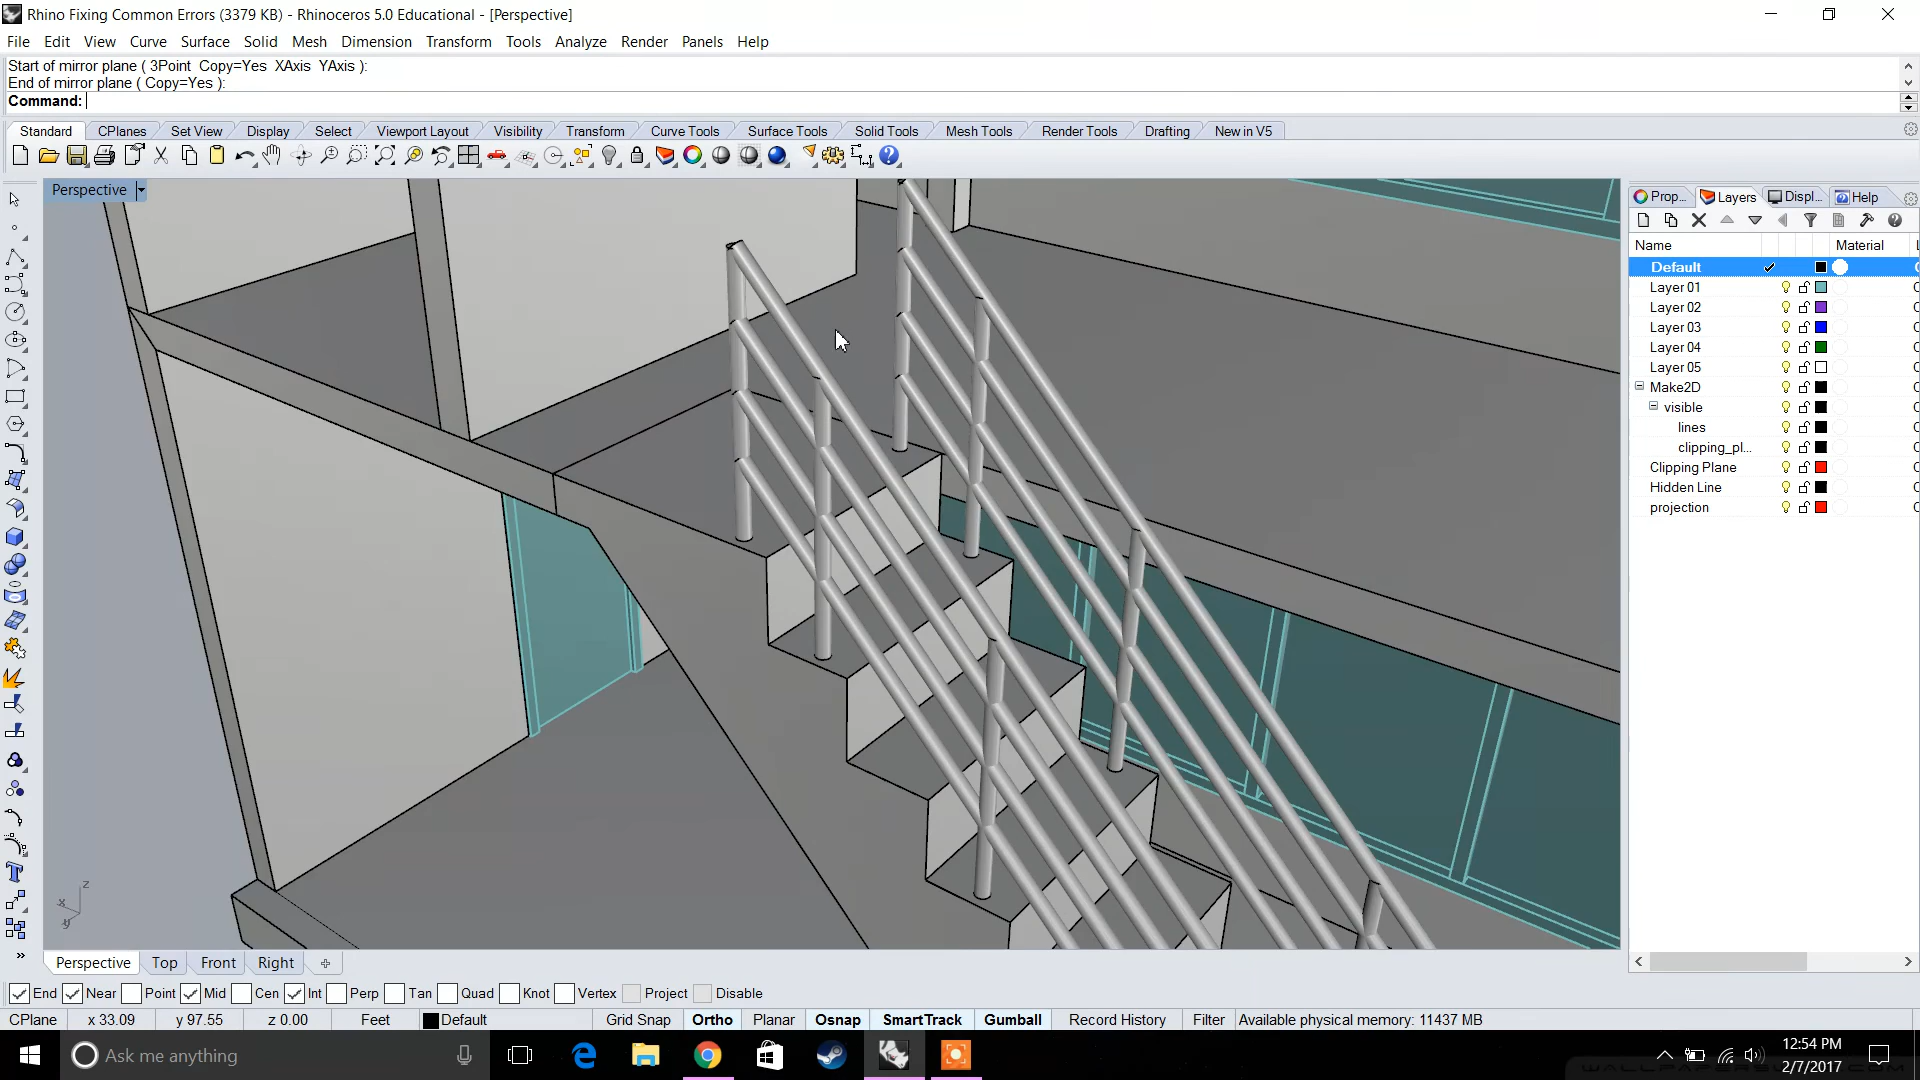 Rhino Fixing Common Errors (3379 KB) - Rhinoceros 5.0 Educational - [Perspective]
File Edit View Curve Surface Solid Mesh Dimension Transform Tools Analyze Render Panels Help
Start of mirror plane ( 3Point Copy=Yes XAxis YAxis ):
End of mirror plane ( Copy=Yes ):
Command:
Standard CPlanes Set View Display Select Viewport Layout Visibility Transform Curve Tools Surface Tools Solid Tools Mesh Tools Render Tools Drafting New in V5
Perspective
Prop... Layers Displ... Help
Name Material
Default
Layer 01
Layer 02
Layer 03
Layer 04
Layer 05
Make2D
visible
lines
clipping_pl...
Clipping Plane
Hidden Line
projection
z
x
y
Perspective Top Front Right
End Near Point Mid Cen Int Perp Tan Quad Knot Vertex Project Disable
CPlane x 33.09 y 97.55 z 0.00 Feet Default Grid Snap Ortho Planar Osnap SmartTrack Gumball Record History Filter Available physical memory: 11437 MB
Ask me anything
12:54 PM
2/7/2017